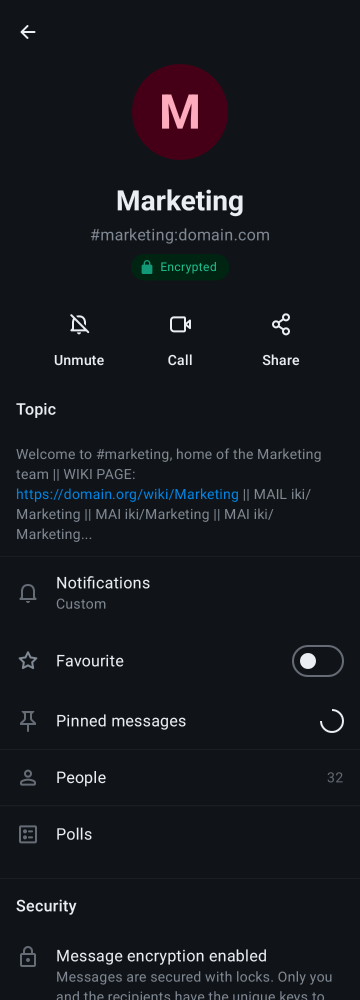 M
Marketing
#marketing:domain.com
Encrypted
Unmute
Call
Share
Topic
Welcome to #marketing, home of the Marketing
team || WIKI PAGE:
https://domain.org/wiki/Marketing || MAIL iki/
Marketing || MAI iki/Marketing || MAI iki/
Marketing...
Notifications
Custom
Favourite
Pinned messages
People
32
Polls
Security
Message encryption enabled
Messages are secured with locks. Only you
and the recipients have the unique keys to